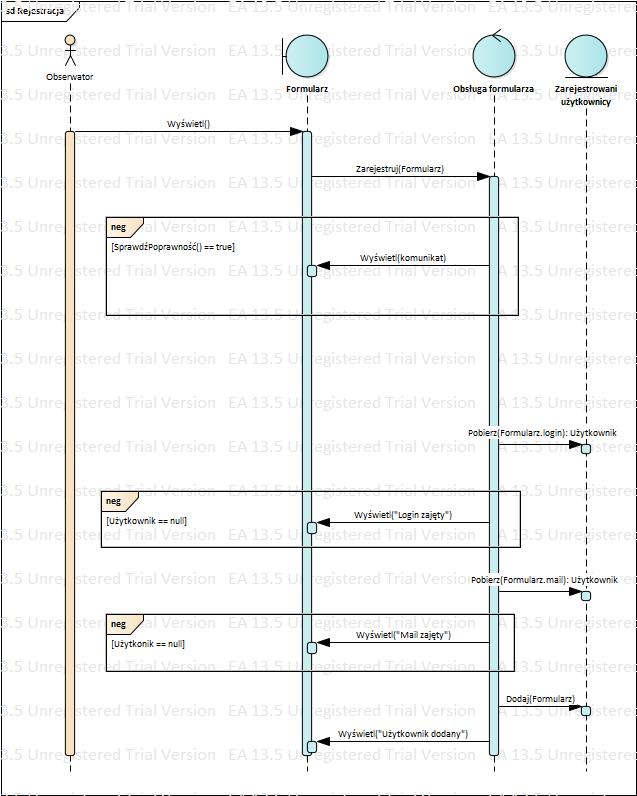 sd Rejestracja
EA 13.5 Unregistered Trial Version
Obserwator
Formularz
Obsługa formularza
Zarejestrowani
użytkownicy
Wyświetl()
Zarejestruj(Formularz)
neg
[SprawdźPoprawność() == true]
Wyświetl(komunikat)
Pobierz(Formularz.login): Użytkownik
neg
[Użytkownik == null]
Wyświetl("Login zajęty")
Pobierz(Formularz.mail): Użytkownik
neg
[Użytkonik == null]
Wyświetl("Mail zajęty")
Dodaj(Formularz)
Wyświetl("Użytkownik dodany")